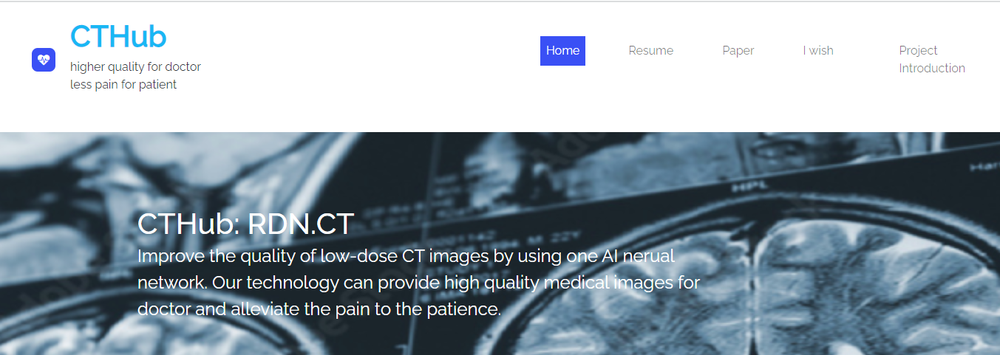 CTHub
higher quality for doctor
less pain for patient
Home
Resume
Paper
I wish
Project
Introduction
HPL
CTHub: RDN.CT
Improve the quality of low-dose CT images by using one AI nerual
network. Our technology can provide high quality medical images for
doctor and alleviate the pain to the patience.